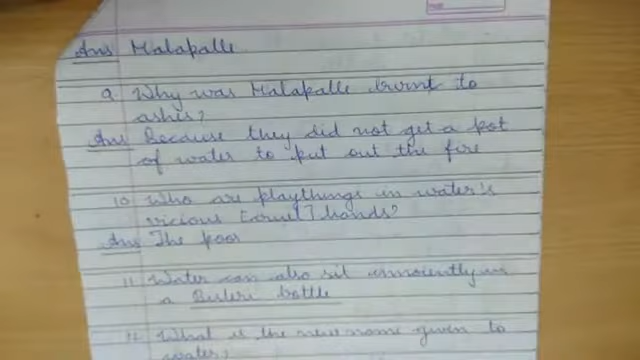 Ans Malapalle
9. Why was Malapalle burnt to
ashes?
Ans Because they did not get a pot
of water to put out the fire
10. Who are playthings in water's
vicious [cruel] hands?
Ans The poor
11. Water can also sit innocently in
a Bisleri bottle
12. What is the new name given to
water?